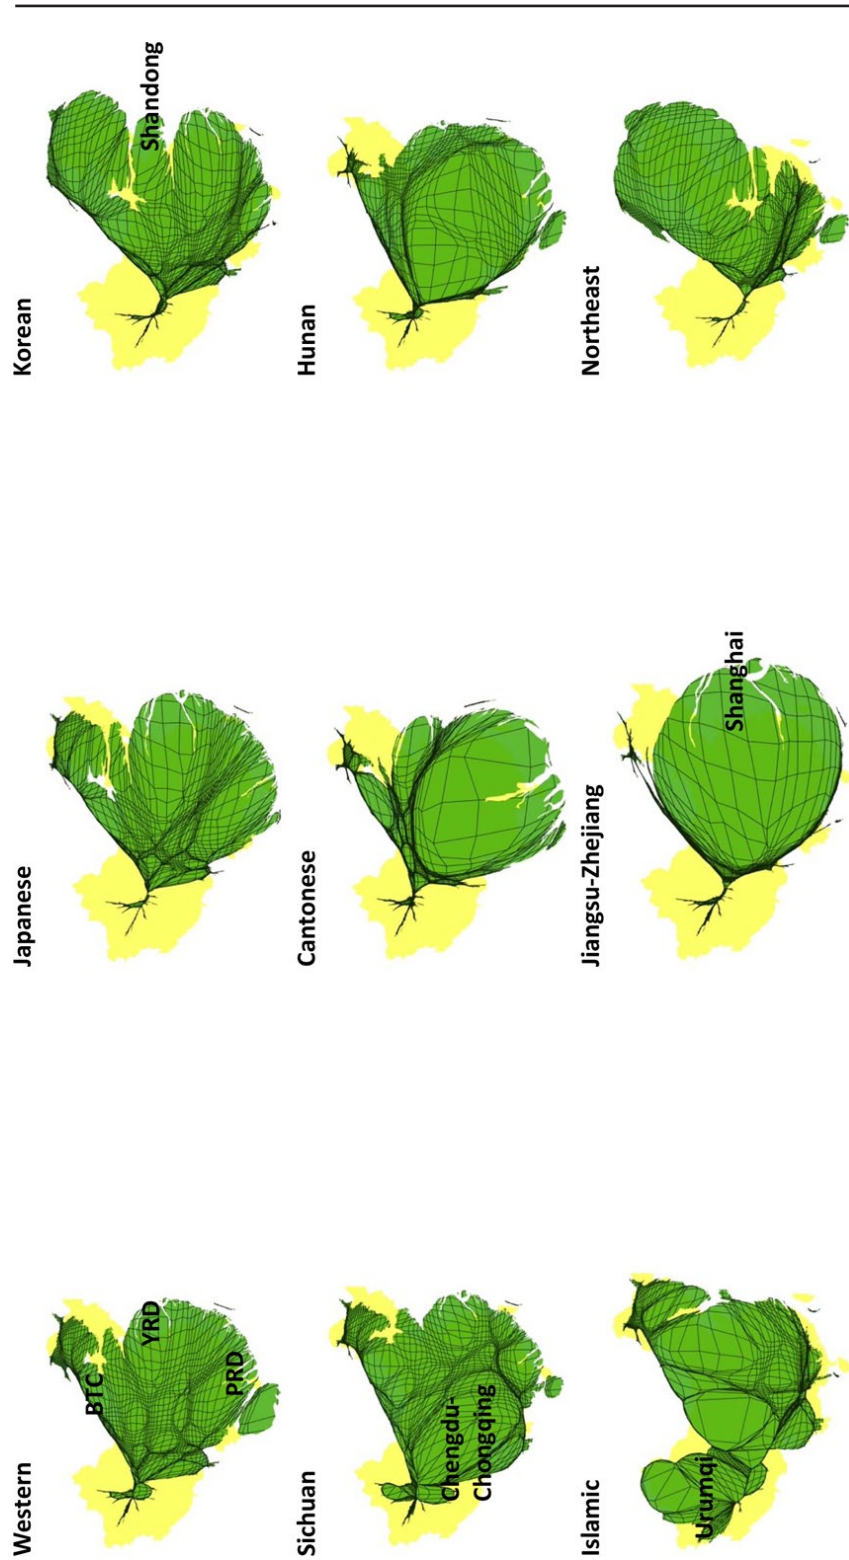 Western
BTC
YRD
PRD
Japanese
Korean
Shandong
Sichuan
Chengdu-
Chongqing
Cantonese
Hunan
Islamic
Urumqi
Jiangsu-Zhejiang
Shanghai
Northeast